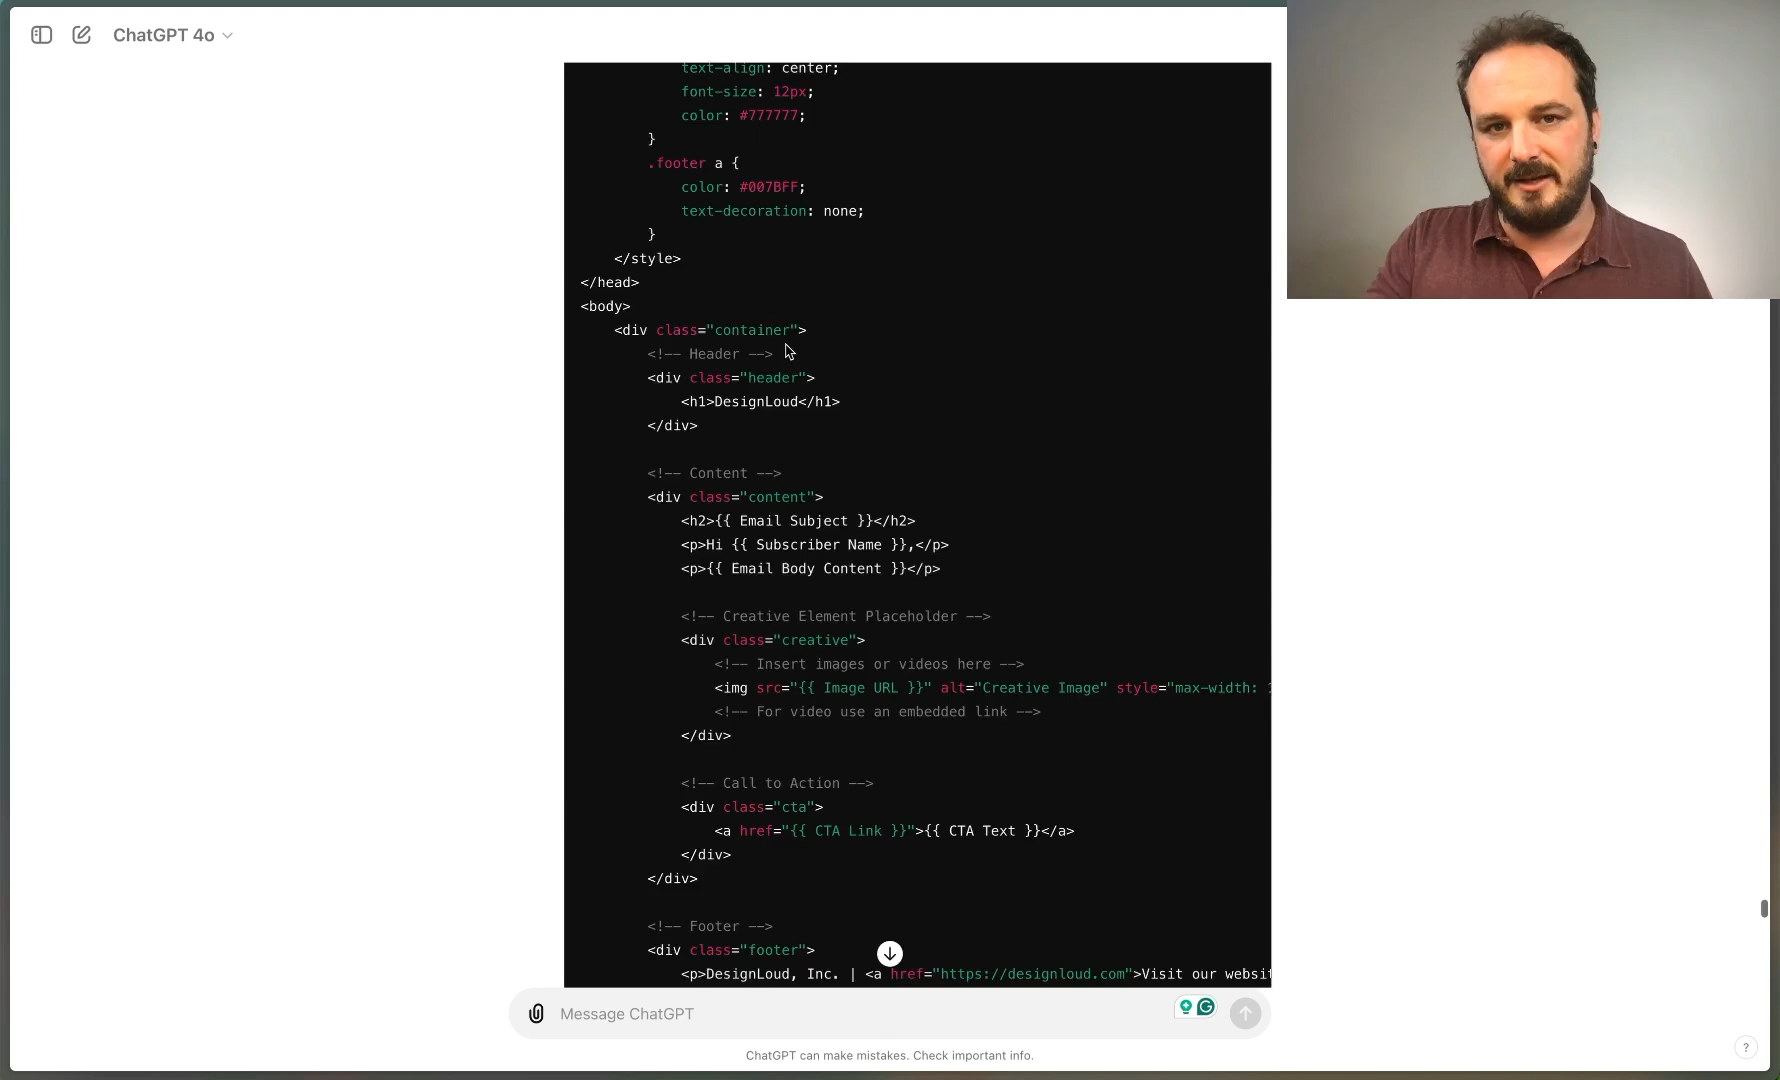 ChatGPT 4o
text-align: center;
font-size: 12px;
color: #777777;
}
.footer a {
color: #007BFF;
text-decoration: none;
}
</style>
</head>
<body>
<div class="container">
<!-- Header -->
<div class="header">
<h1>DesignLoud</h1>
</div>
<!-- Content -->
<div class="content">
<h2>{{ Email Subject }}</h2>
<p>Hi {{ Subscriber Name }},</p>
<p>{{ Email Body Content }}</p>
<!-- Creative Element Placeholder -->
<div class="creative">
<!-- Insert images or videos here -->
<img src="{{ Image URL }}" alt="Creative Image" style="max-width:
<!-- For video use an embedded link -->
</div>
<!-- Call to Action -->
<div class="cta">
<a href="{{ CTA Link }}">{{ CTA Text }}</a>
</div>
</div>
<!-- Footer -->
<div class="footer">
<p>DesignLoud, Inc. | <a href="https://designloud.com">Visit our websit
Message ChatGPT
ChatGPT can make mistakes. Check important info.
?